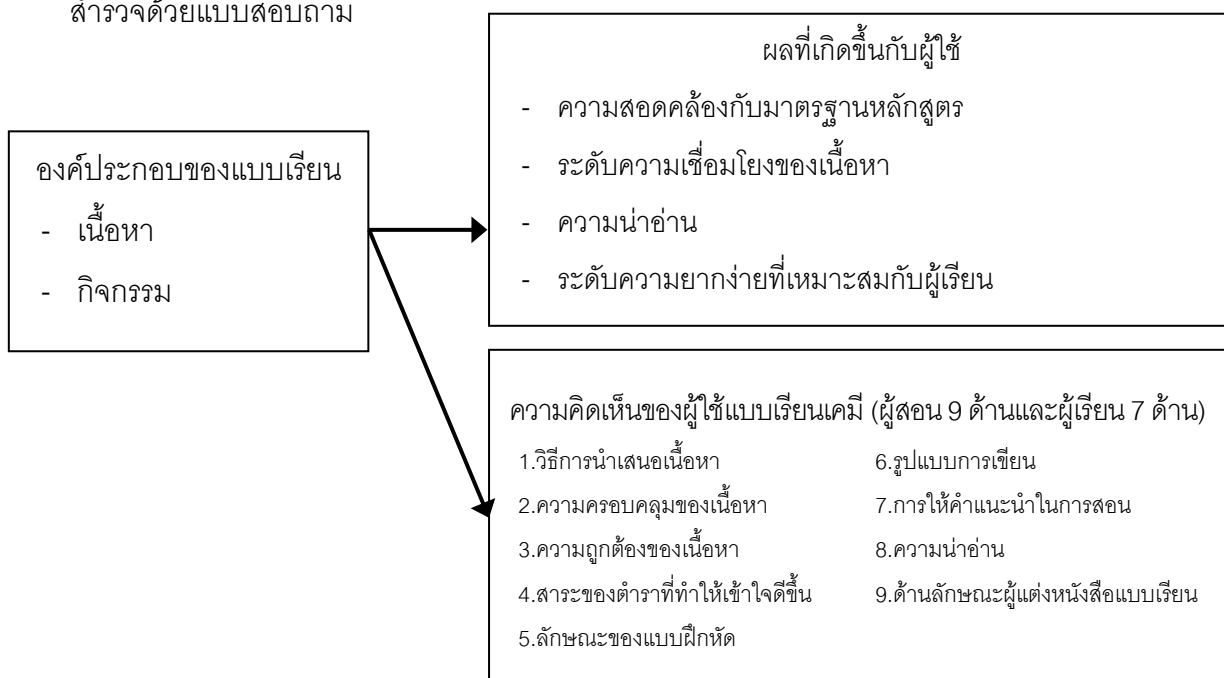 สำรวจด้วยแบบสอบถาม
องค์ประกอบของแบบเรียน
- เนื้อหา
- กิจกรรม
ผลที่เกิดขึ้นกับผู้ใช้
- ความสอดคล้องกับมาตรฐานหลักสูตร
- ระดับความเชื่อมโยงของเนื้อหา
- ความน่าอ่าน
- ระดับความยากง่ายที่เหมาะสมกับผู้เรียน
ความคิดเห็นของผู้ใช้แบบเรียนเคมี (ผู้สอน 9 ด้านและผู้เรียน 7 ด้าน)
1.วิธีการนำเสนอเนื้อหา
2.ความครอบคลุมของเนื้อหา
3.ความถูกต้องของเนื้อหา
4.สาระของตำราที่ทำให้เข้าใจดีขึ้น
5.ลักษณะของแบบฝึกหัด
6.รูปแบบการเขียน
7.การให้คำแนะนำในการสอน
8.ความน่าอ่าน
9.ด้านลักษณะผู้แต่งหนังสือแบบเรียน